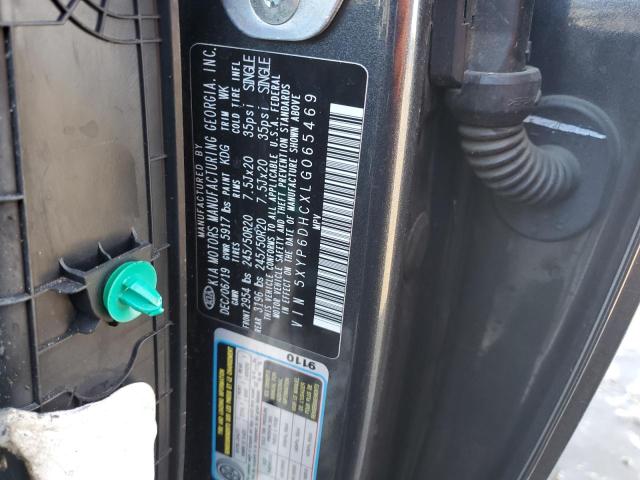 MANUFACTURED BY
KIA MOTORS MANUFACTURING GEORGIA, INC.
DEC/06/19 GVWR 5917 lbs PAINT KDG TRIM WK
GAWR TIRES RIMS COLD TIRE INFL
FRONT 2954 lbs 245/50R20 7.5Jx20 35psi SINGLE
REAR 3196 lbs 245/50R20 7.5Jx20 35psi SINGLE
THIS VEHICLE CONFORMS TO ALL APPLICABLE U.S.A. FEDERAL
MOTOR VEHICLE SAFETY AND THEFT PREVENTION STANDARDS
IN EFFECT ON THE DATE OF MANUFACTURE SHOWN ABOVE
VIN 5XYP6DHCXLG065469
MPV
9110